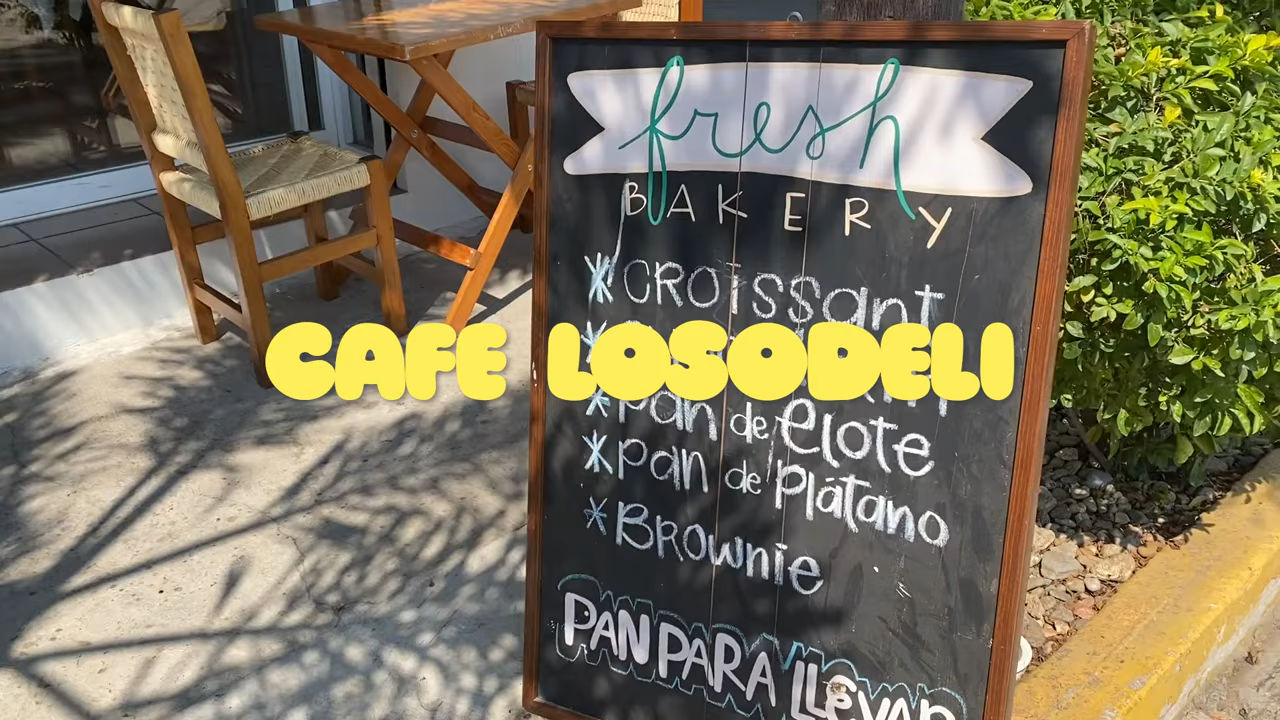 fresh
BAKERY
* CROissant
CAFE LOSODELI
* pan de elote
* pan de plátano
* BROwnie
PAN PARA LLEVAR